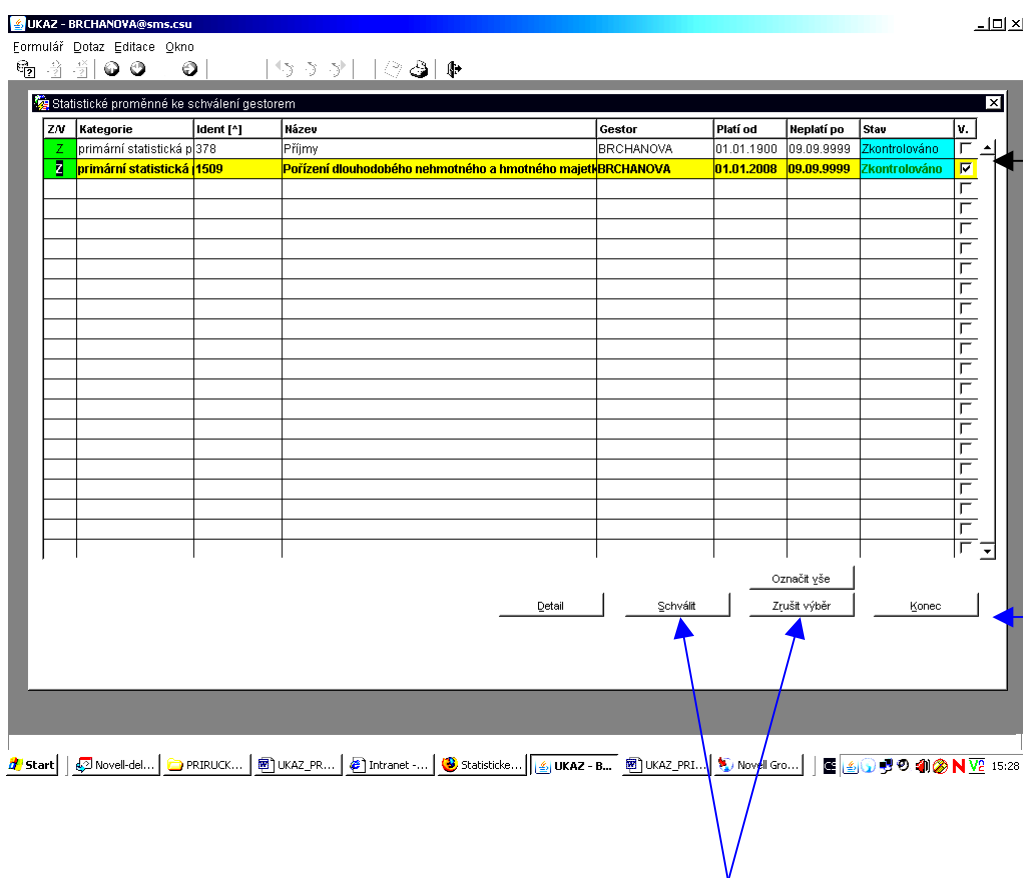 UKAZ - BRCHANOVA@sms.csu
Formulář Dotaz Editace Okno
Statistické proměnné ke schválení gestorem
Z/V Kategorie Ident [^] Název Gestor Platí od Neplatí po Stav V.
Z primární statistická p 378 Příjmy BRCHANOVA 01.01.1900 09.09.9999 Zkontrolováno
Z primární statistická 1509 Pořízení dlouhodobého nehmotného a hmotného majetk BRCHANOVA 01.01.2008 09.09.9999 Zkontrolováno
Označit vše
Detail Schválit Zrušit výběr Konec
Start Novell-del... PRIRUCK... UKAZ_PR... Intranet -... Statisticke... UKAZ - B... UKAZ_PRI... Novell Gro... CS N V2 15:28